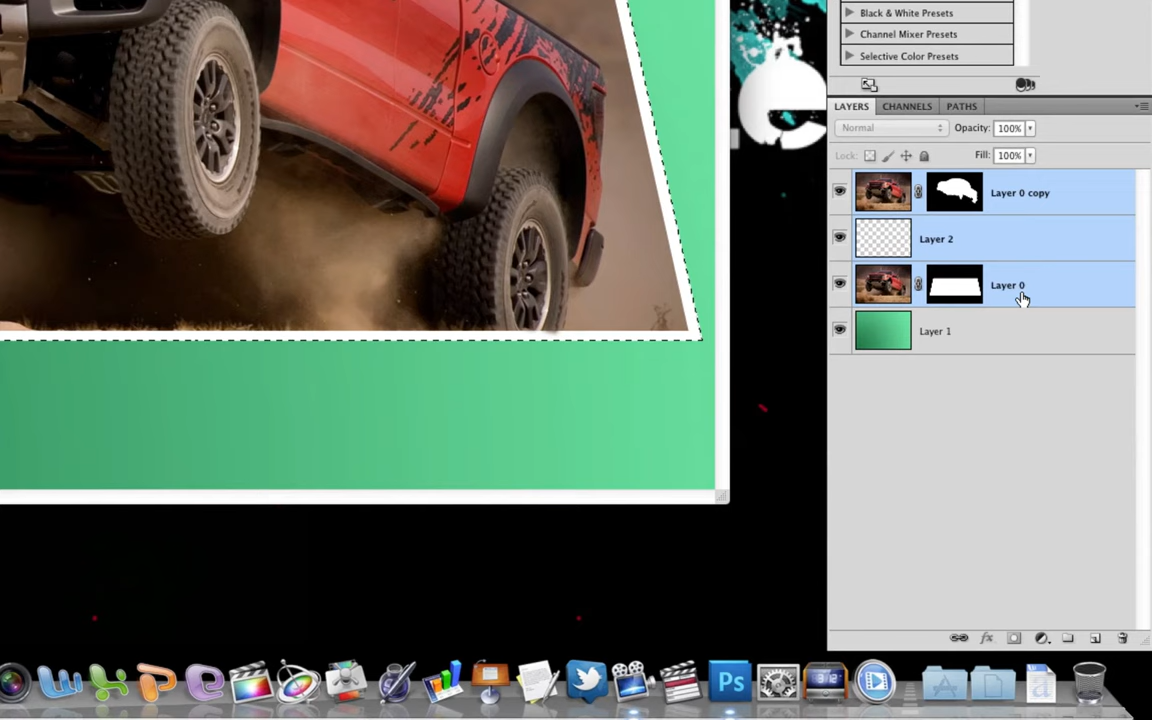 Black & White Presets
Channel Mixer Presets
Selective Color Presets
LAYERS CHANNELS PATHS
Normal Opacity: 100%
Lock: Fill: 100%
Layer 0 copy
Layer 2
Layer 0
Layer 1
fx
Ps